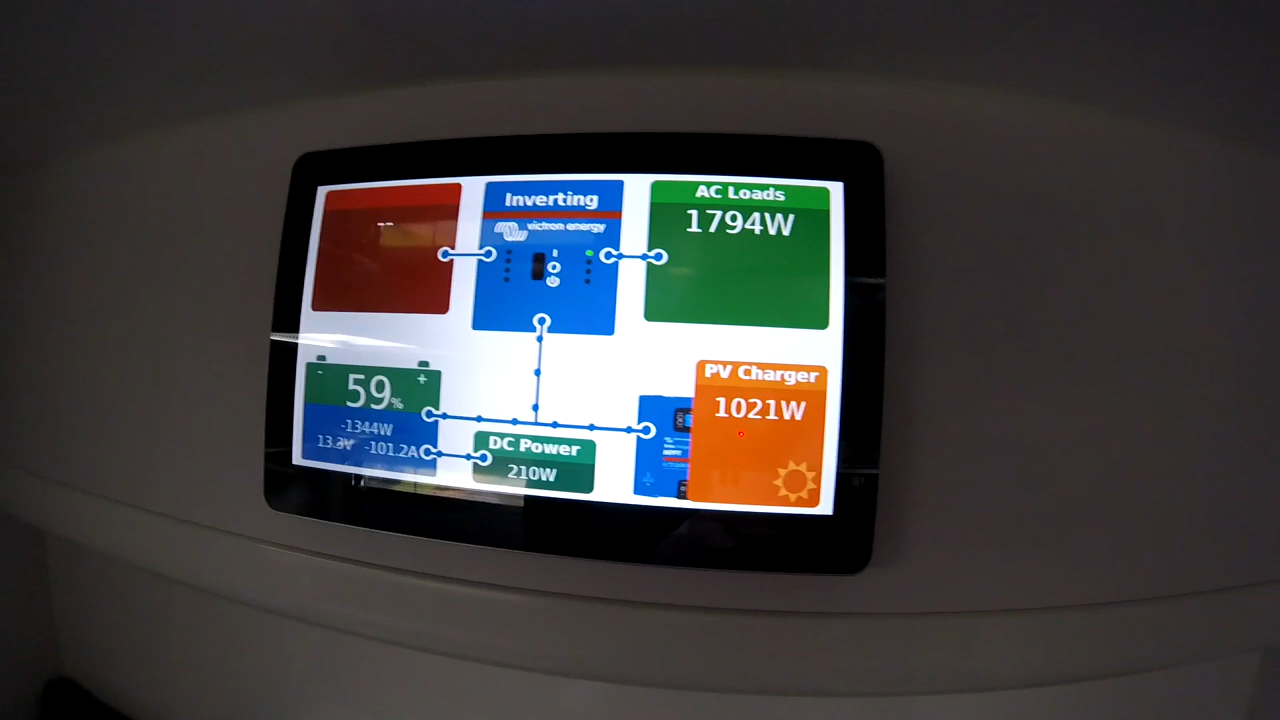 --
Inverting
victron energy
AC Loads
1794W
- +
59%
-1344W
13.3V -101.2A
DC Power
210W
PV Charger
1021W